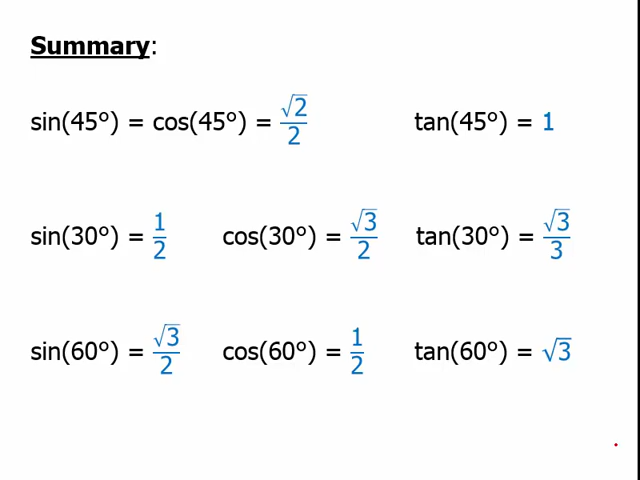 Summary:
sin(45°) = cos(45°) = √2/2 tan(45°) = 1
sin(30°) = 1/2 cos(30°) = √3/2 tan(30°) = √3/3
sin(60°) = √3/2 cos(60°) = 1/2 tan(60°) = √3